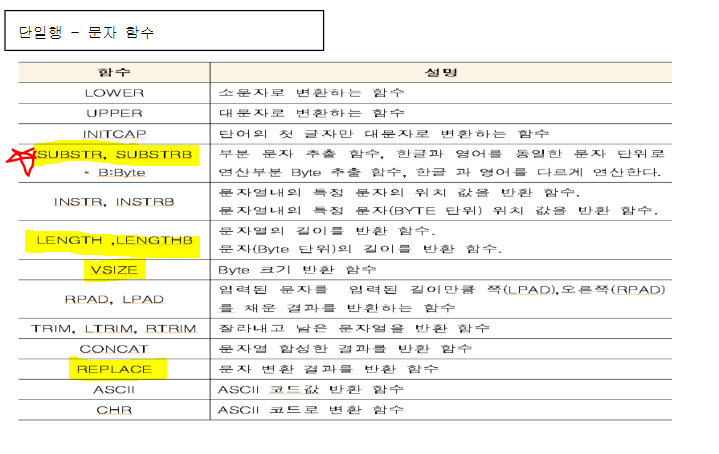 단일행 - 문자 함수
함수 설명
LOWER 소문자로 변환하는 함수
UPPER 대문자로 변환하는 함수
INITCAP 단어의 첫 글자만 대문자로 변환하는 함수
SUBSTR, SUBSTRB 부분 문자 추출 함수, 한글과 영어를 동일한 문자 단위로
* B:Byte 연산부분 Byte 추출 함수, 한글 과 영어를 다르게 연산한다.
INSTR, INSTRB 문자열내의 특정 문자의 위치 값을 반환 함수.
문자열내의 특정 문자(BYTE 단위) 위치 값을 반환 함수.
LENGTH ,LENGTHB 문자열의 길이를 반환 함수.
문자(Byte 단위)의 길이를 반환 함수.
VSIZE Byte 크기 반환 함수
RPAD, LPAD 입력된 문자를 입력된 길이만큼 쪽(LPAD),오른쪽(RPAD)
를 채운 결과를 반환하는 함수
TRIM, LTRIM, RTRIM 잘라내고 남은 문자열을 반환 함수
CONCAT 문자열 합성한 결과를 반환 함수
REPLACE 문자 변환 결과를 반환 함수
ASCII ASCII 코드값 반환 함수
CHR ASCII 코드로 변환 함수